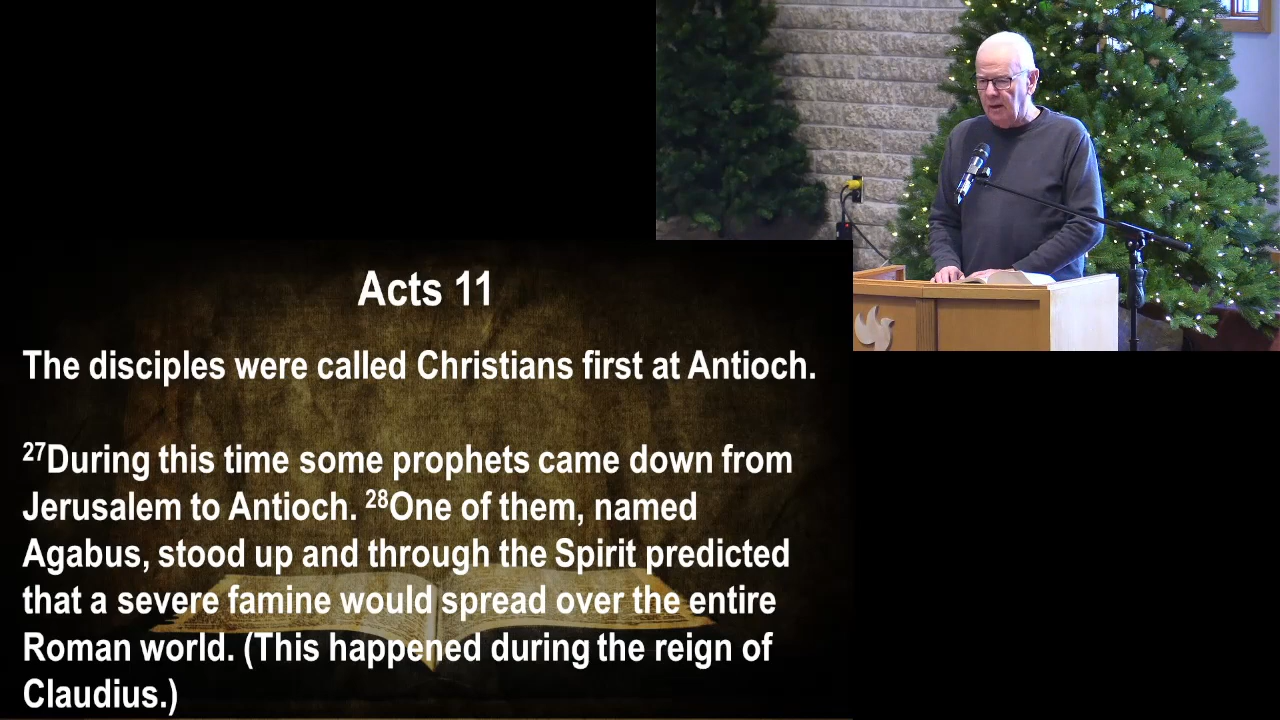 Acts 11
The disciples were called Christians first at Antioch.
²⁷During this time some prophets came down from
Jerusalem to Antioch. ²⁸One of them, named
Agabus, stood up and through the Spirit predicted
that a severe famine would spread over the entire
Roman world. (This happened during the reign of
Claudius.)